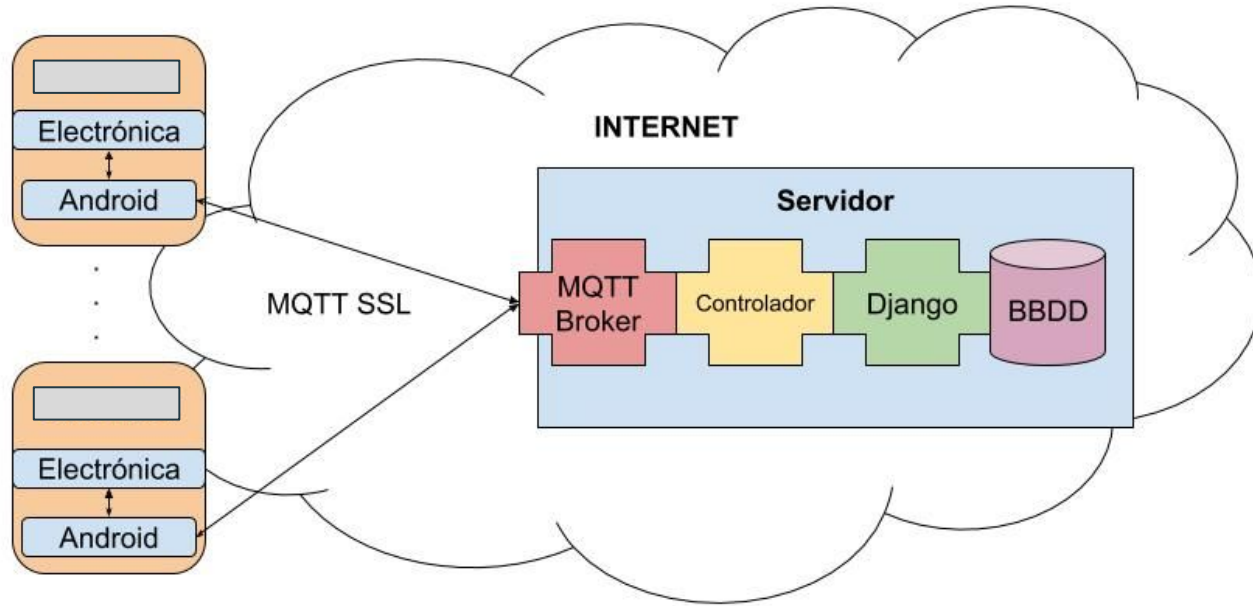 Electrónica
Android
Electrónica
Android
INTERNET
MQTT SSL
Servidor
MQTT
Broker
Controlador
Django
BBDD